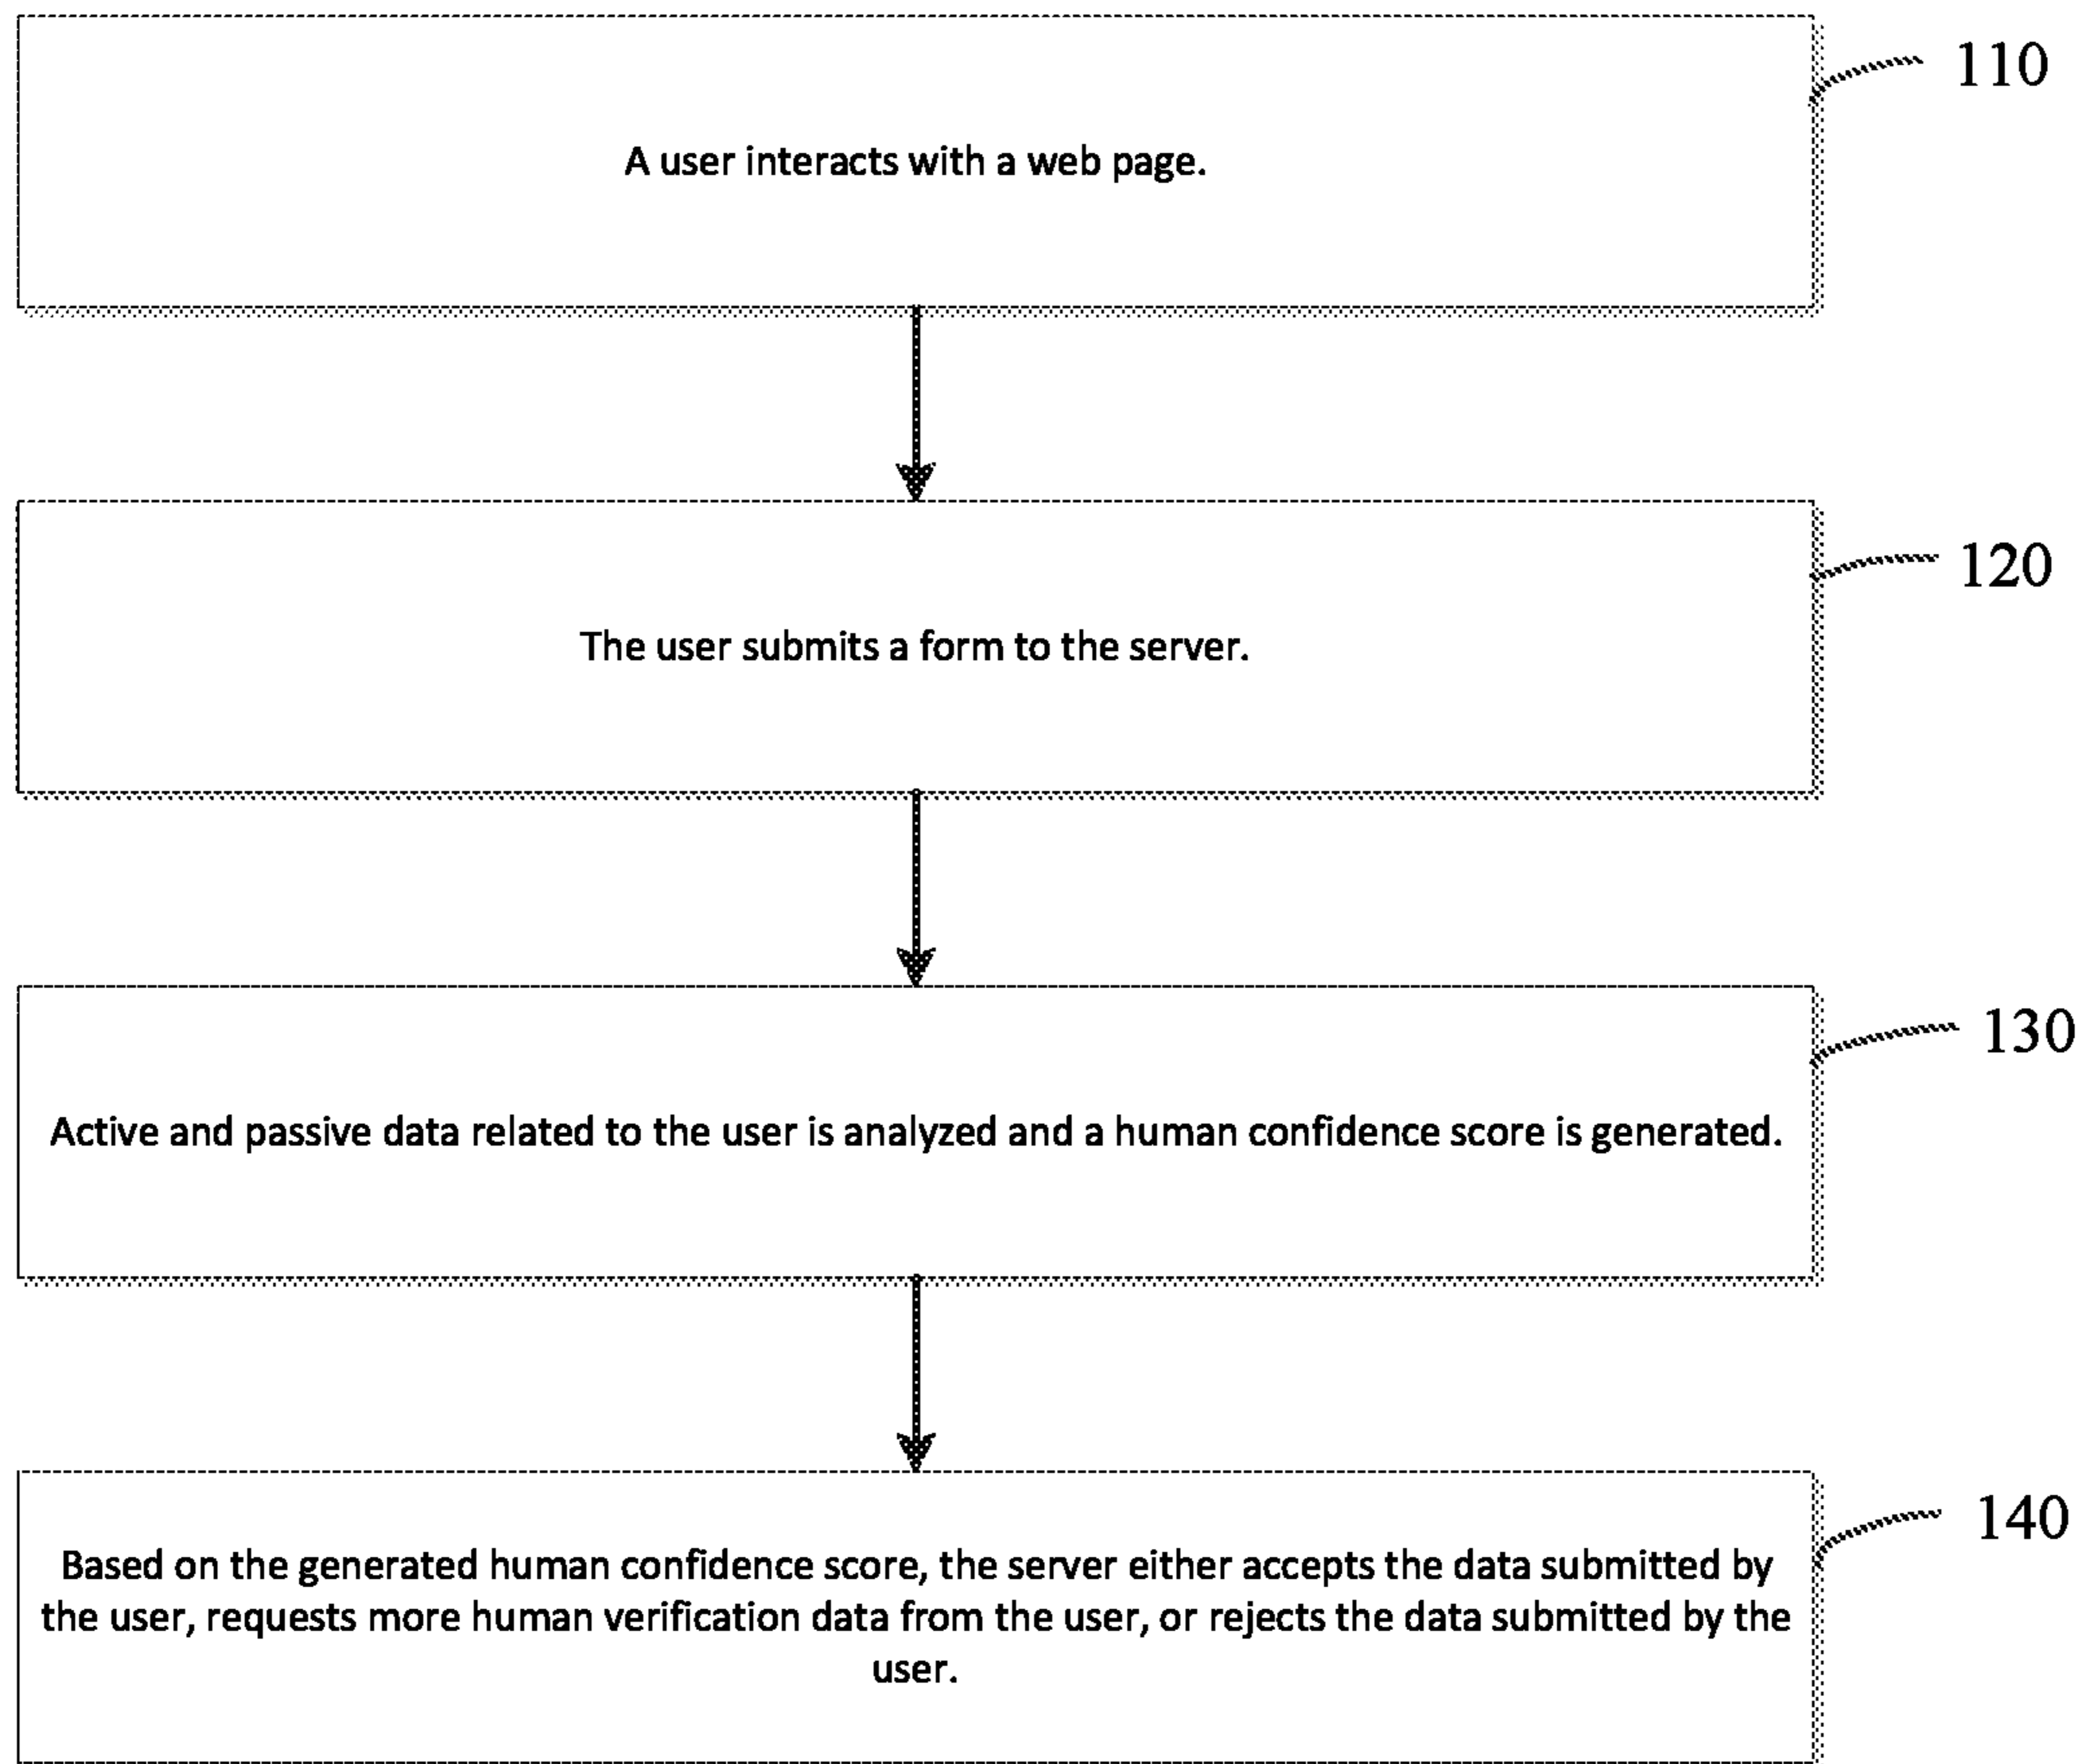 110
A user interacts with a web page.
120
The user submits a form to the server.
130
Active and passive data related to the user is analyzed and a human confidence score is generated.
140
Based on the generated human confidence score, the server either accepts the data submitted by
the user, requests more human verification data from the user, or rejects the data submitted by the
user.